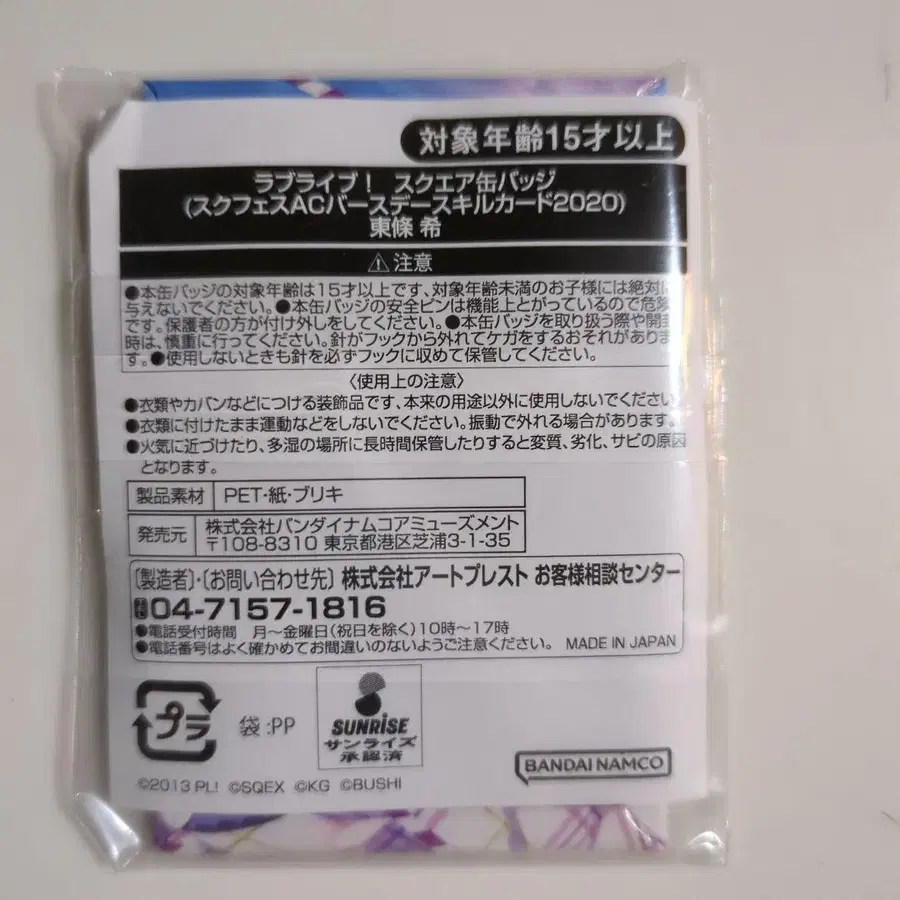 対象年齢15才以上
ラブライブ! スクエア缶バッジ
(スクフェスACバースデースキルカード2020)
東條 希
⚠注意
●本缶バッジの対象年齢は15才以上です、対象年齢未満のお子様には絶対に
与えないでください。●本缶バッジの安全ピンは機能上とがっているので危険
です。保護者の方が付け外しをしてください。●本缶バッジを取り扱う際や開封
時は、慎重に行ってください。針がフックから外れてケガをするおそれがありま
す。●使用しないときも針を必ずフックに収めて保管してください。
〈使用上の注意〉
●衣類やカバンなどにつける装飾品です、本来の用途以外に使用しないでください。
●衣類に付けたまま運動などをしないでください。振動で外れる場合があります。
●火気に近づけたり、多湿の場所に長時間保管したりすると変質、劣化、サビの原因
となります。
製品素材 PET・紙・ブリキ
発売元 株式会社バンダイナムコアミューズメント
〒108-8310 東京都港区芝浦3-1-35
〔製造者〕・〔お問い合わせ先〕 株式会社アートプレスト お客様相談センター
TEL 04-7157-1816
●電話受付時間 月〜金曜日(祝日を除く)10時〜17時
●電話番号はよく確かめてお間違いのないようご注意ください。 MADE IN JAPAN
プラ 袋:PP
SUNRISE
サンライズ
承認済
BANDAI NAMCO
©2013 PL! ©SQEX ©KG ©BUSHI